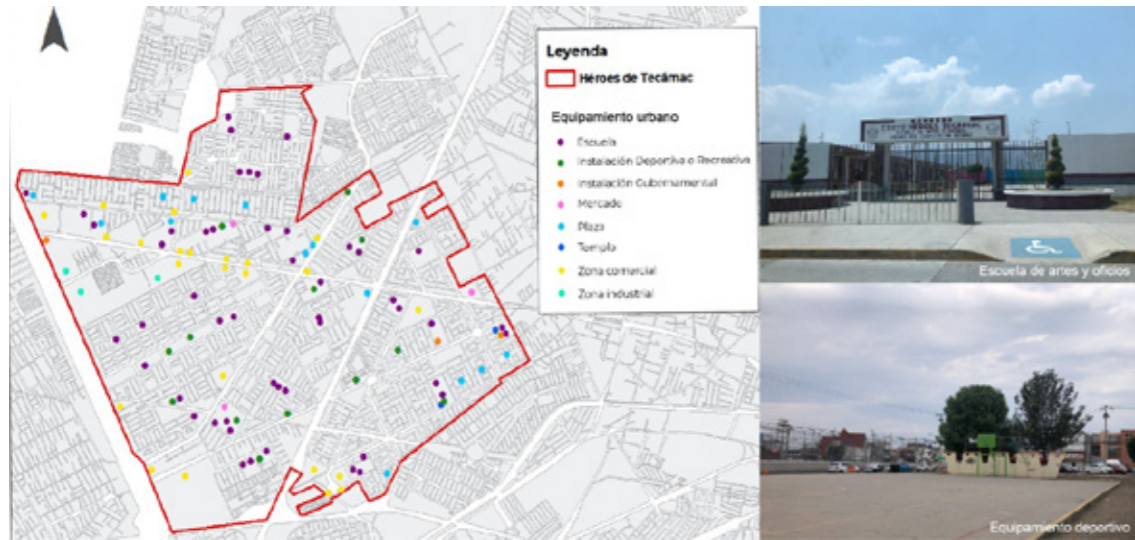 Leyenda
Héroes de Tecámac
Equipamiento urbano
Escuela
Instalación Deportiva o Recreativa
Instalación Gubernamental
Mercado
Plaza
Templo
Zona comercial
Zona industrial
Escuela de artes y oficios
Equipamiento deportivo